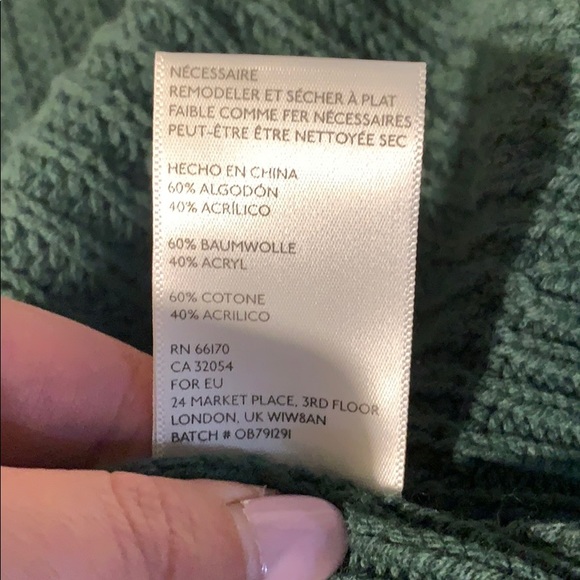 NÉCESSAIRE
REMODELER ET SÉCHER À PLAT
FAIBLE COMME FER NÉCESSAIRES
PEUT-ÊTRE ÊTRE NETTOYÉE SEC
HECHO EN CHINA
60% ALGODÓN
40% ACRÍLICO
60% BAUMWOLLE
40% ACRYL
60% COTONE
40% ACRILICO
RN 66170
CA 32054
FOR EU
24 MARKET PLACE, 3RD FLOOR
LONDON, UK W1W8AN
BATCH # OB791291